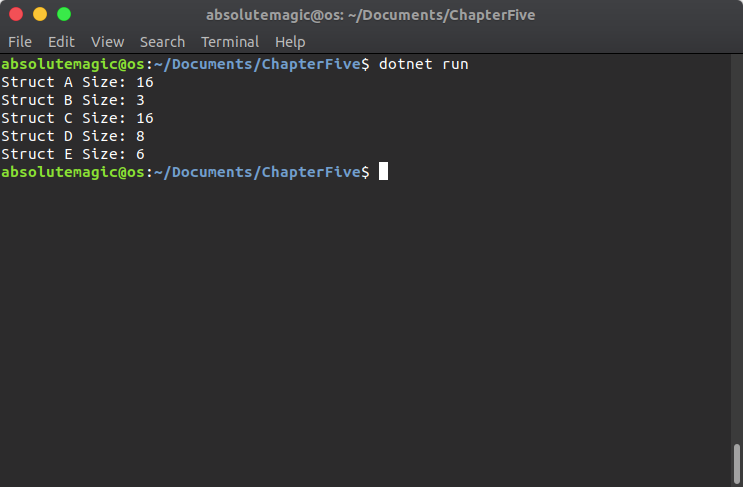 absolutemagic@os: ~/Documents/ChapterFive
File Edit View Search Terminal Help
absolutemagic@os:~/Documents/ChapterFive$ dotnet run
Struct A Size: 16
Struct B Size: 3
Struct C Size: 16
Struct D Size: 8
Struct E Size: 6
absolutemagic@os:~/Documents/ChapterFive$